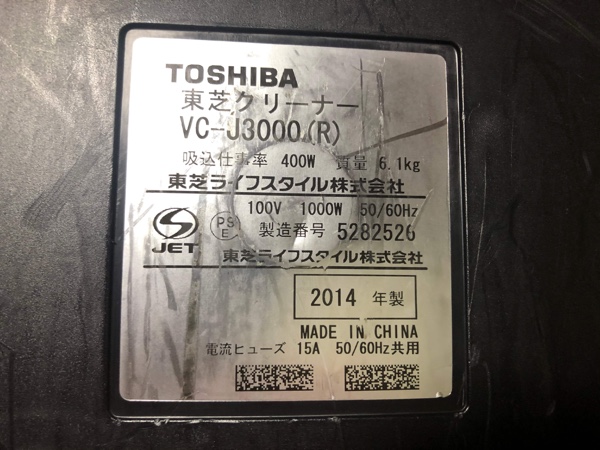 TOSHIBA
東芝クリーナー
VC-J3000(R)
吸込仕事率 400W 質量 6.1kg
東芝ライフスタイル株式会社
100V 1000W 50/60Hz
PS
E
製造番号 5282526
JET
東芝ライフスタイル株式会社
2014 年製
MADE IN CHINA
電流ヒューズ 15A 50/60Hz共用